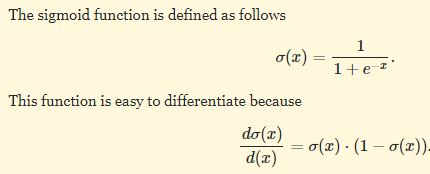 The sigmoid function is defined as follows
σ(x) = 1 / (1 + e^{-x}).
This function is easy to differentiate because
dσ(x) / d(x) = σ(x) · (1 − σ(x)).